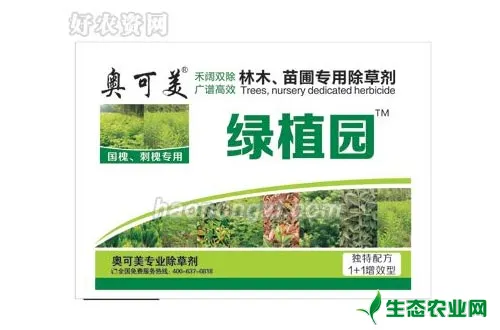 好农资网
奥可美®
禾阔双除
广谱高效
林木、苗圃专用除草剂
Trees, nursery dedicated herbicide
绿植园™
国槐、刺槐专用
奥可美专业除草剂
全国免费服务热线：400-637-0818
独特配方
1+1增效型
生态农业网